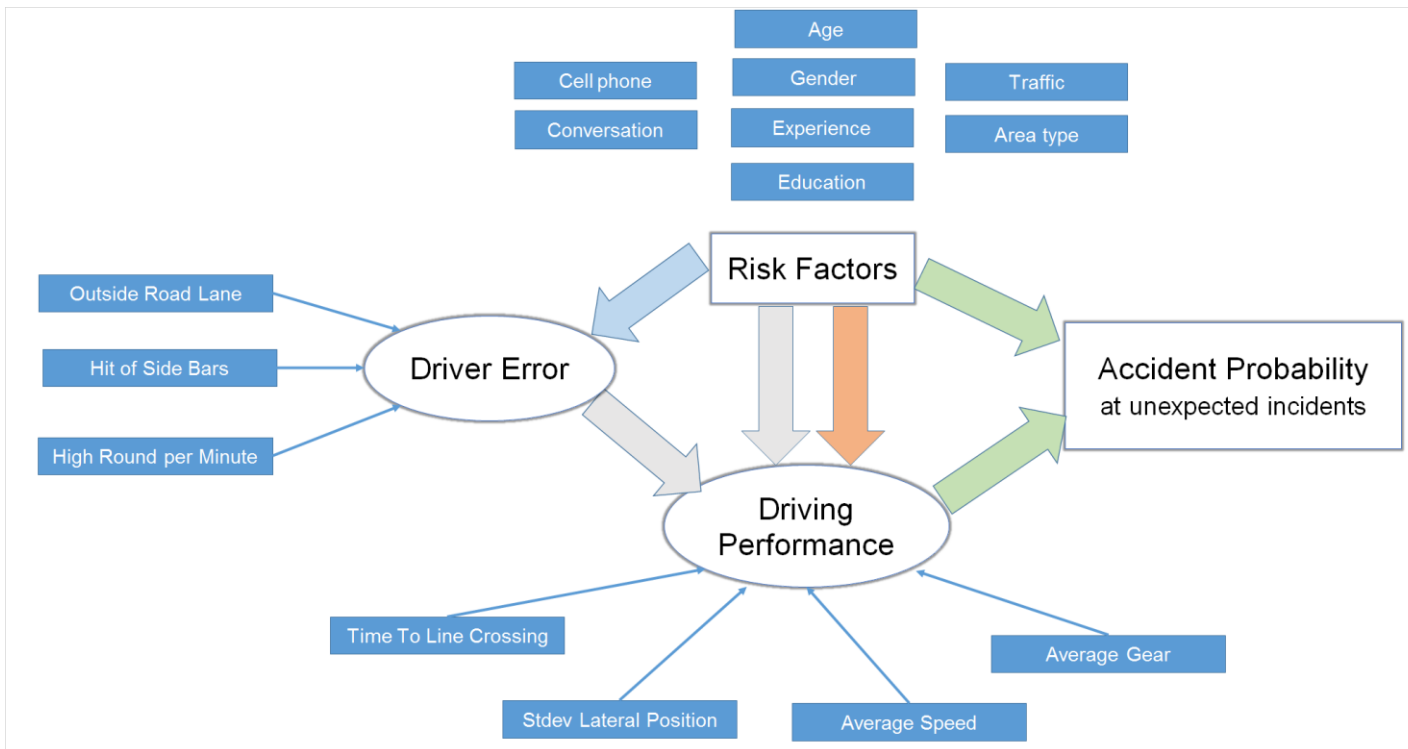 Age
Cell phone
Gender
Traffic
Conversation
Experience
Area type
Education
Risk Factors
Outside Road Lane
Hit of Side Bars
Driver Error
High Round per Minute
Accident Probability
at unexpected incidents
Driving
Performance
Time To Line Crossing
Average Gear
Stdev Lateral Position
Average Speed